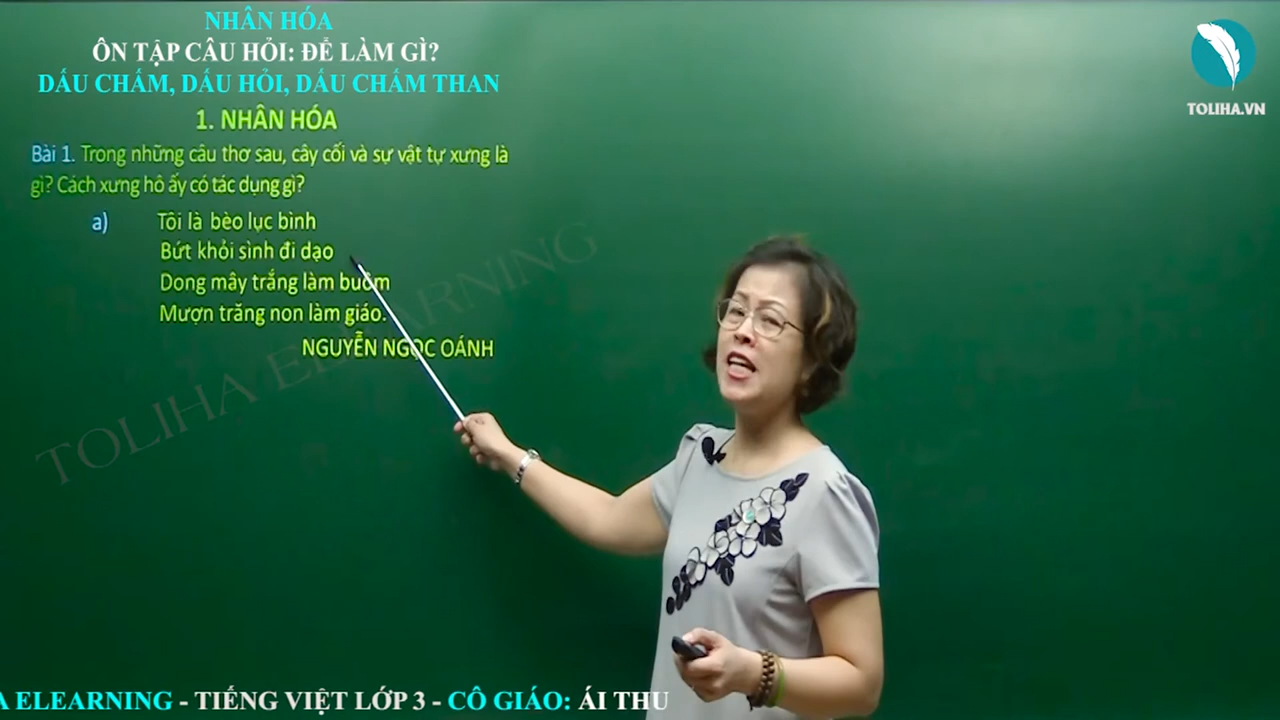 NHÂN HÓA
ÔN TẬP CÂU HỎI: ĐỄ LÀM GÌ?
DẤU CHẤM, DẤU HỎI, DẤU CHẤM THAN
TOLIHA.VN
1. NHÂN HÓA
Bài 1. Trong những câu thơ sau, cây cối và sự vật tự xưng là
gì? Cách xưng hô ấy có tác dụng gì?
a) Tôi là bèo lục bình
Bứt khỏi sình đi dạo
Dong mây trắng làm buồm
Mượn trăng non làm giáo.
NGUYỄN NGỌC OÁNH
TOLIHA ELEARNING
A ELEARNING - TIẾNG VIỆT LỚP 3 - CÔ GIÁO: ÁI THU